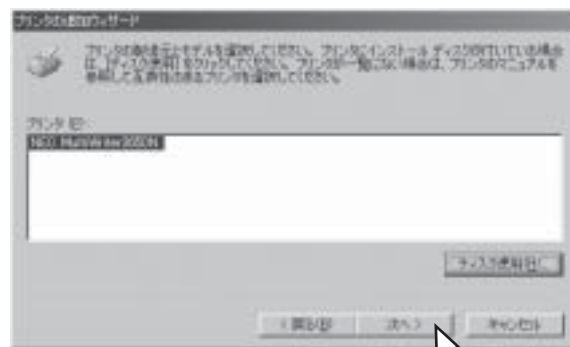 プリンタの追加ウィザード
プリンタの製造元とモデルを選択してください。プリンタにインストール ディスクが付いている場合
は、[ディスク使用] をクリックしてください。プリンタが一覧にない場合は、プリンタのマニュアルを
参照して互換性のあるプリンタを選択してください。
プリンタ(P):
NEC MultiWriter
ディスク使用(H)...
< 戻る(B)
次へ >
キャンセル